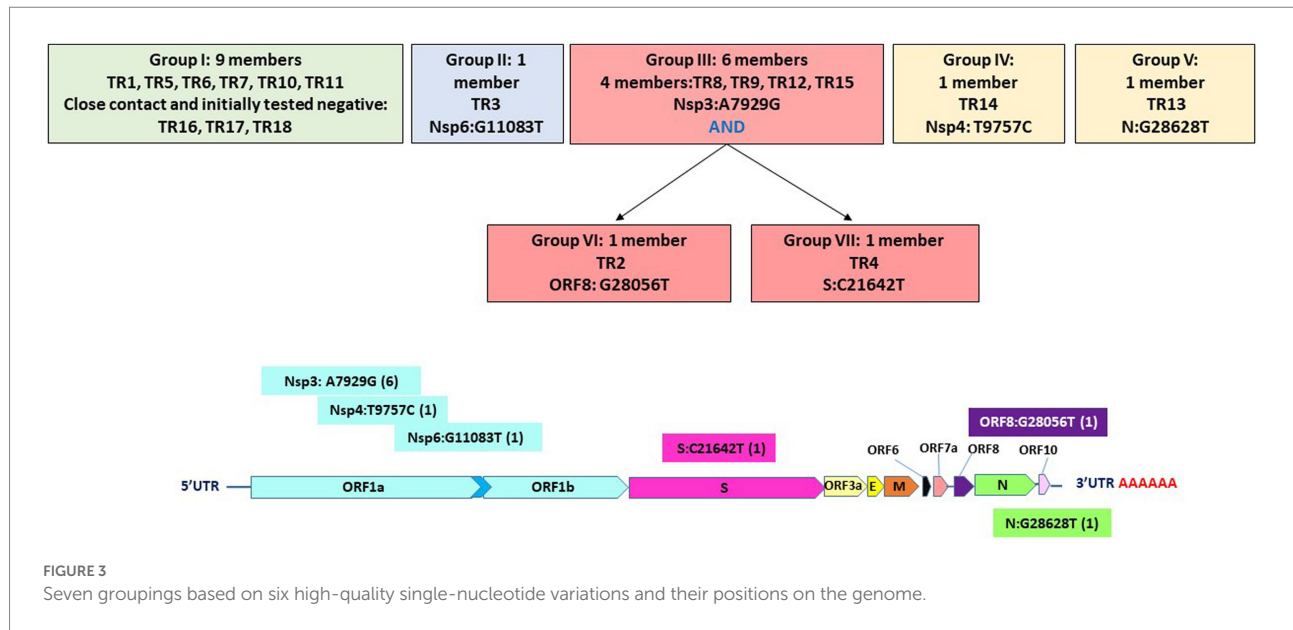 Group I: 9 members
TR1, TR5, TR6, TR7, TR10, TR11
Close contact and initially tested negative:
TR16, TR17, TR18
Group II: 1
member
TR3
Nsp6:G11083T
Group III: 6 members
4 members:TR8, TR9, TR12, TR15
Nsp3:A7929G
AND
Group IV:
1 member
TR14
Nsp4: T9757C
Group V:
1 member
TR13
N:G28628T
Group VI: 1 member
TR2
ORF8: G28056T
Group VII: 1 member
TR4
S:C21642T
Nsp3: A7929G (6)
Nsp4:T9757C (1)
Nsp6:G11083T (1)
S:C21642T (1)
ORF8:G28056T (1)
ORF6
ORF7a
ORF8
ORF10
5'UTR
ORF1a
ORF1b
S
ORF3a
E
M
N
3'UTR AAAAAA
N:G28628T (1)
FIGURE 3
Seven groupings based on six high-quality single-nucleotide variations and their positions on the genome.